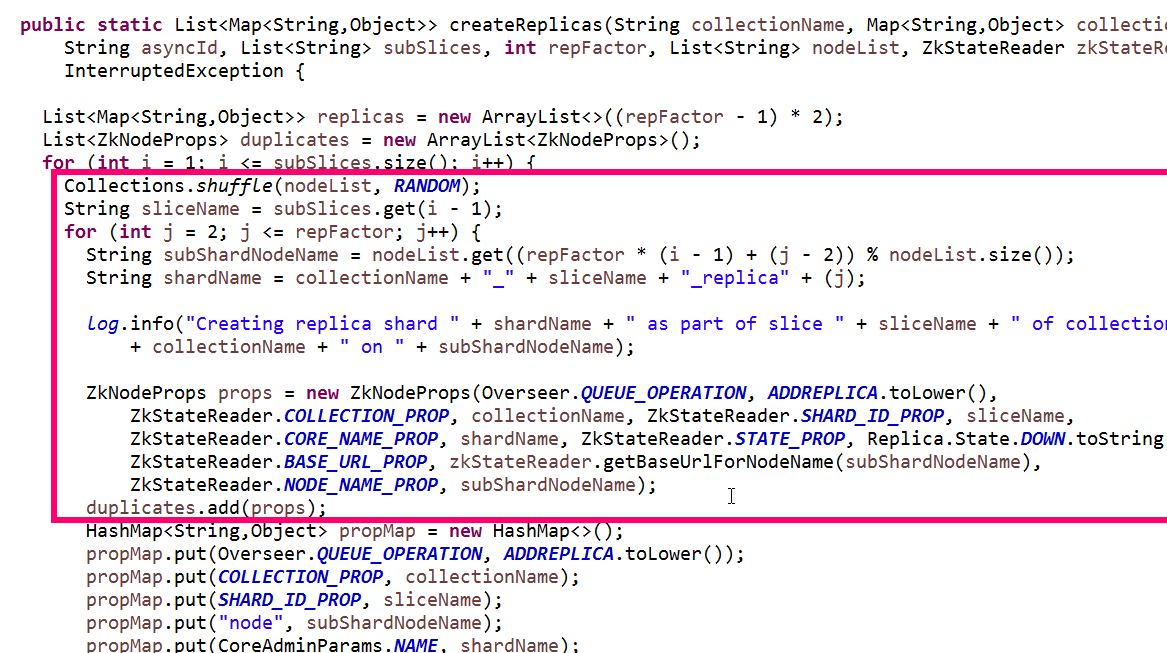 public static List<Map<String,Object>> createReplicas(String collectionName, Map<String,Object> collectio
String asyncId, List<String> subSlices, int repFactor, List<String> nodeList, ZkStateReader zkStateRe
InterruptedException {
List<Map<String,Object>> replicas = new ArrayList<>((repFactor - 1) * 2);
List<ZkNodeProps> duplicates = new ArrayList<ZkNodeProps>();
for (int i = 1; i <= subSlices.size(); i++) {
Collections.shuffle(nodeList, RANDOM);
String sliceName = subSlices.get(i - 1);
for (int j = 2; j <= repFactor; j++) {
String subShardNodeName = nodeList.get((repFactor * (i - 1) + (j - 2)) % nodeList.size());
String shardName = collectionName + "_" + sliceName + "_replica" + (j);
log.info("Creating replica shard " + shardName + " as part of slice " + sliceName + " of collection
+ collectionName + " on " + subShardNodeName);
ZkNodeProps props = new ZkNodeProps(Overseer.QUEUE_OPERATION, ADDREPLICA.toLower(),
ZkStateReader.COLLECTION_PROP, collectionName, ZkStateReader.SHARD_ID_PROP, sliceName,
ZkStateReader.CORE_NAME_PROP, shardName, ZkStateReader.STATE_PROP, Replica.State.DOWN.toString
ZkStateReader.BASE_URL_PROP, zkStateReader.getBaseUrlForNodeName(subShardNodeName),
ZkStateReader.NODE_NAME_PROP, subShardNodeName);
duplicates.add(props);
HashMap<String,Object> propMap = new HashMap<>();
propMap.put(Overseer.QUEUE_OPERATION, ADDREPLICA.toLower());
propMap.put(COLLECTION_PROP, collectionName);
propMap.put(SHARD_ID_PROP, sliceName);
propMap.put("node", subShardNodeName);
propMap.put(CoreAdminParams.NAME, shardName);